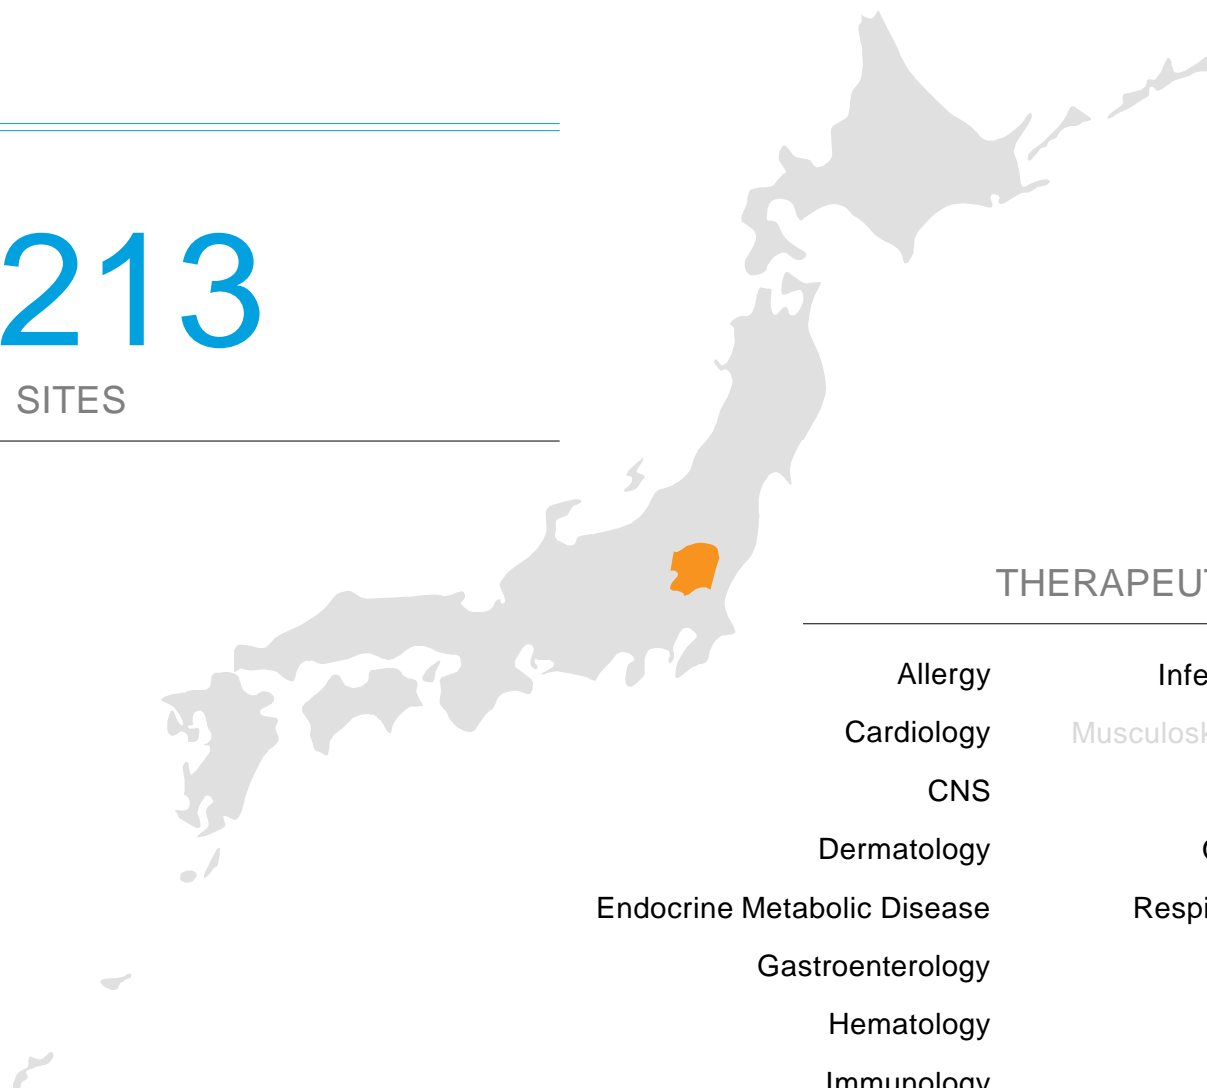 213
SITES
THERAPEU
Allergy
Infe
Cardiology
Musculosk
CNS
Dermatology
Endocrine Metabolic Disease
Respi
Gastroenterology
Hematology
Immunology